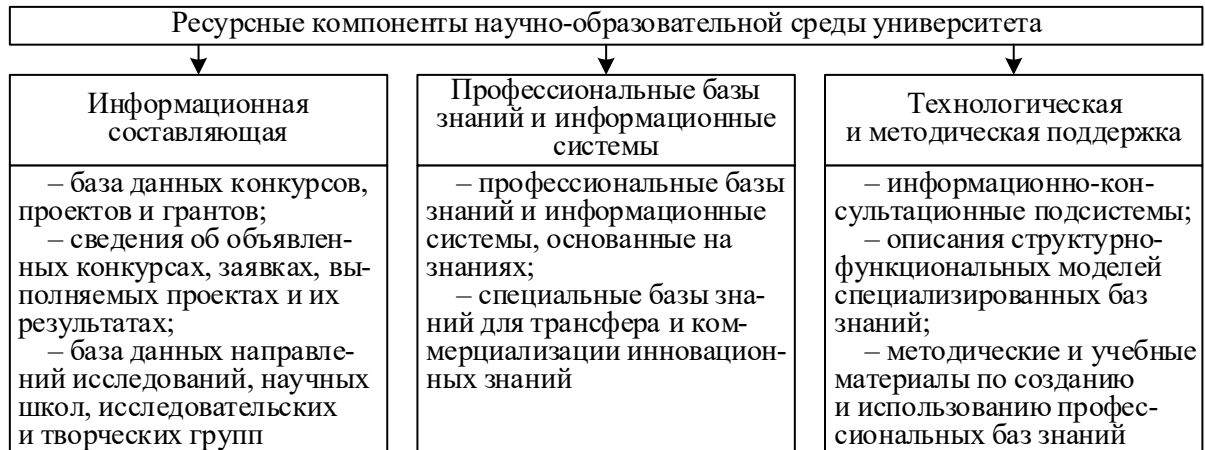 Ресурсные компоненты научно-образовательной среды университета
Информационная
составляющая
– база данных конкурсов,
проектов и грантов;
– сведения об объявлен-
ных конкурсах, заявках, вы-
полняемых проектах и их
результатах;
– база данных направле-
ний исследований, научных
школ, исследовательских
и творческих групп
Профессиональные базы
знаний и информационные
системы
– профессиональные базы
знаний и информационные
системы, основанные на
знаниях;
– специальные базы зна-
ний для трансфера и ком-
мерциализации инновацион-
ных знаний
Технологическая
и методическая поддержка
– информационно-кон-
сультационные подсистемы;
– описания структурно-
функциональных моделей
специализированных баз
знаний;
– методические и учебные
материалы по созданию
и использованию профес-
сиональных баз знаний